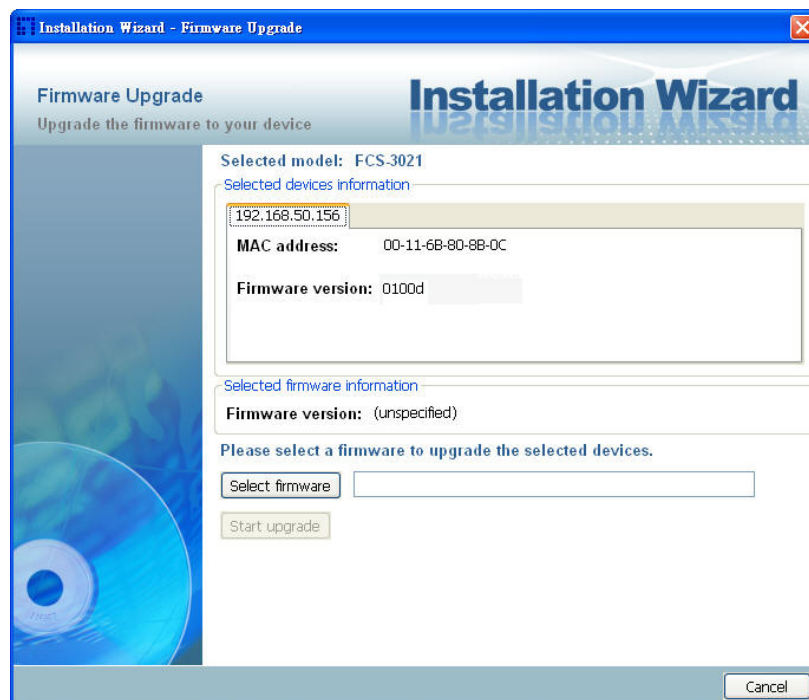 Installation Wizard - Firmware Upgrade
Installation Wizard
Firmware Upgrade
Upgrade the firmware to your device
Selected model: FCS-3021
Selected devices information
192.168.50.156
MAC address: 00-11-6B-80-8B-0C
Firmware version: 0100d
Selected firmware information
Firmware version: (unspecified)
Please select a firmware to upgrade the selected devices.
Select firmware
Start upgrade
Cancel